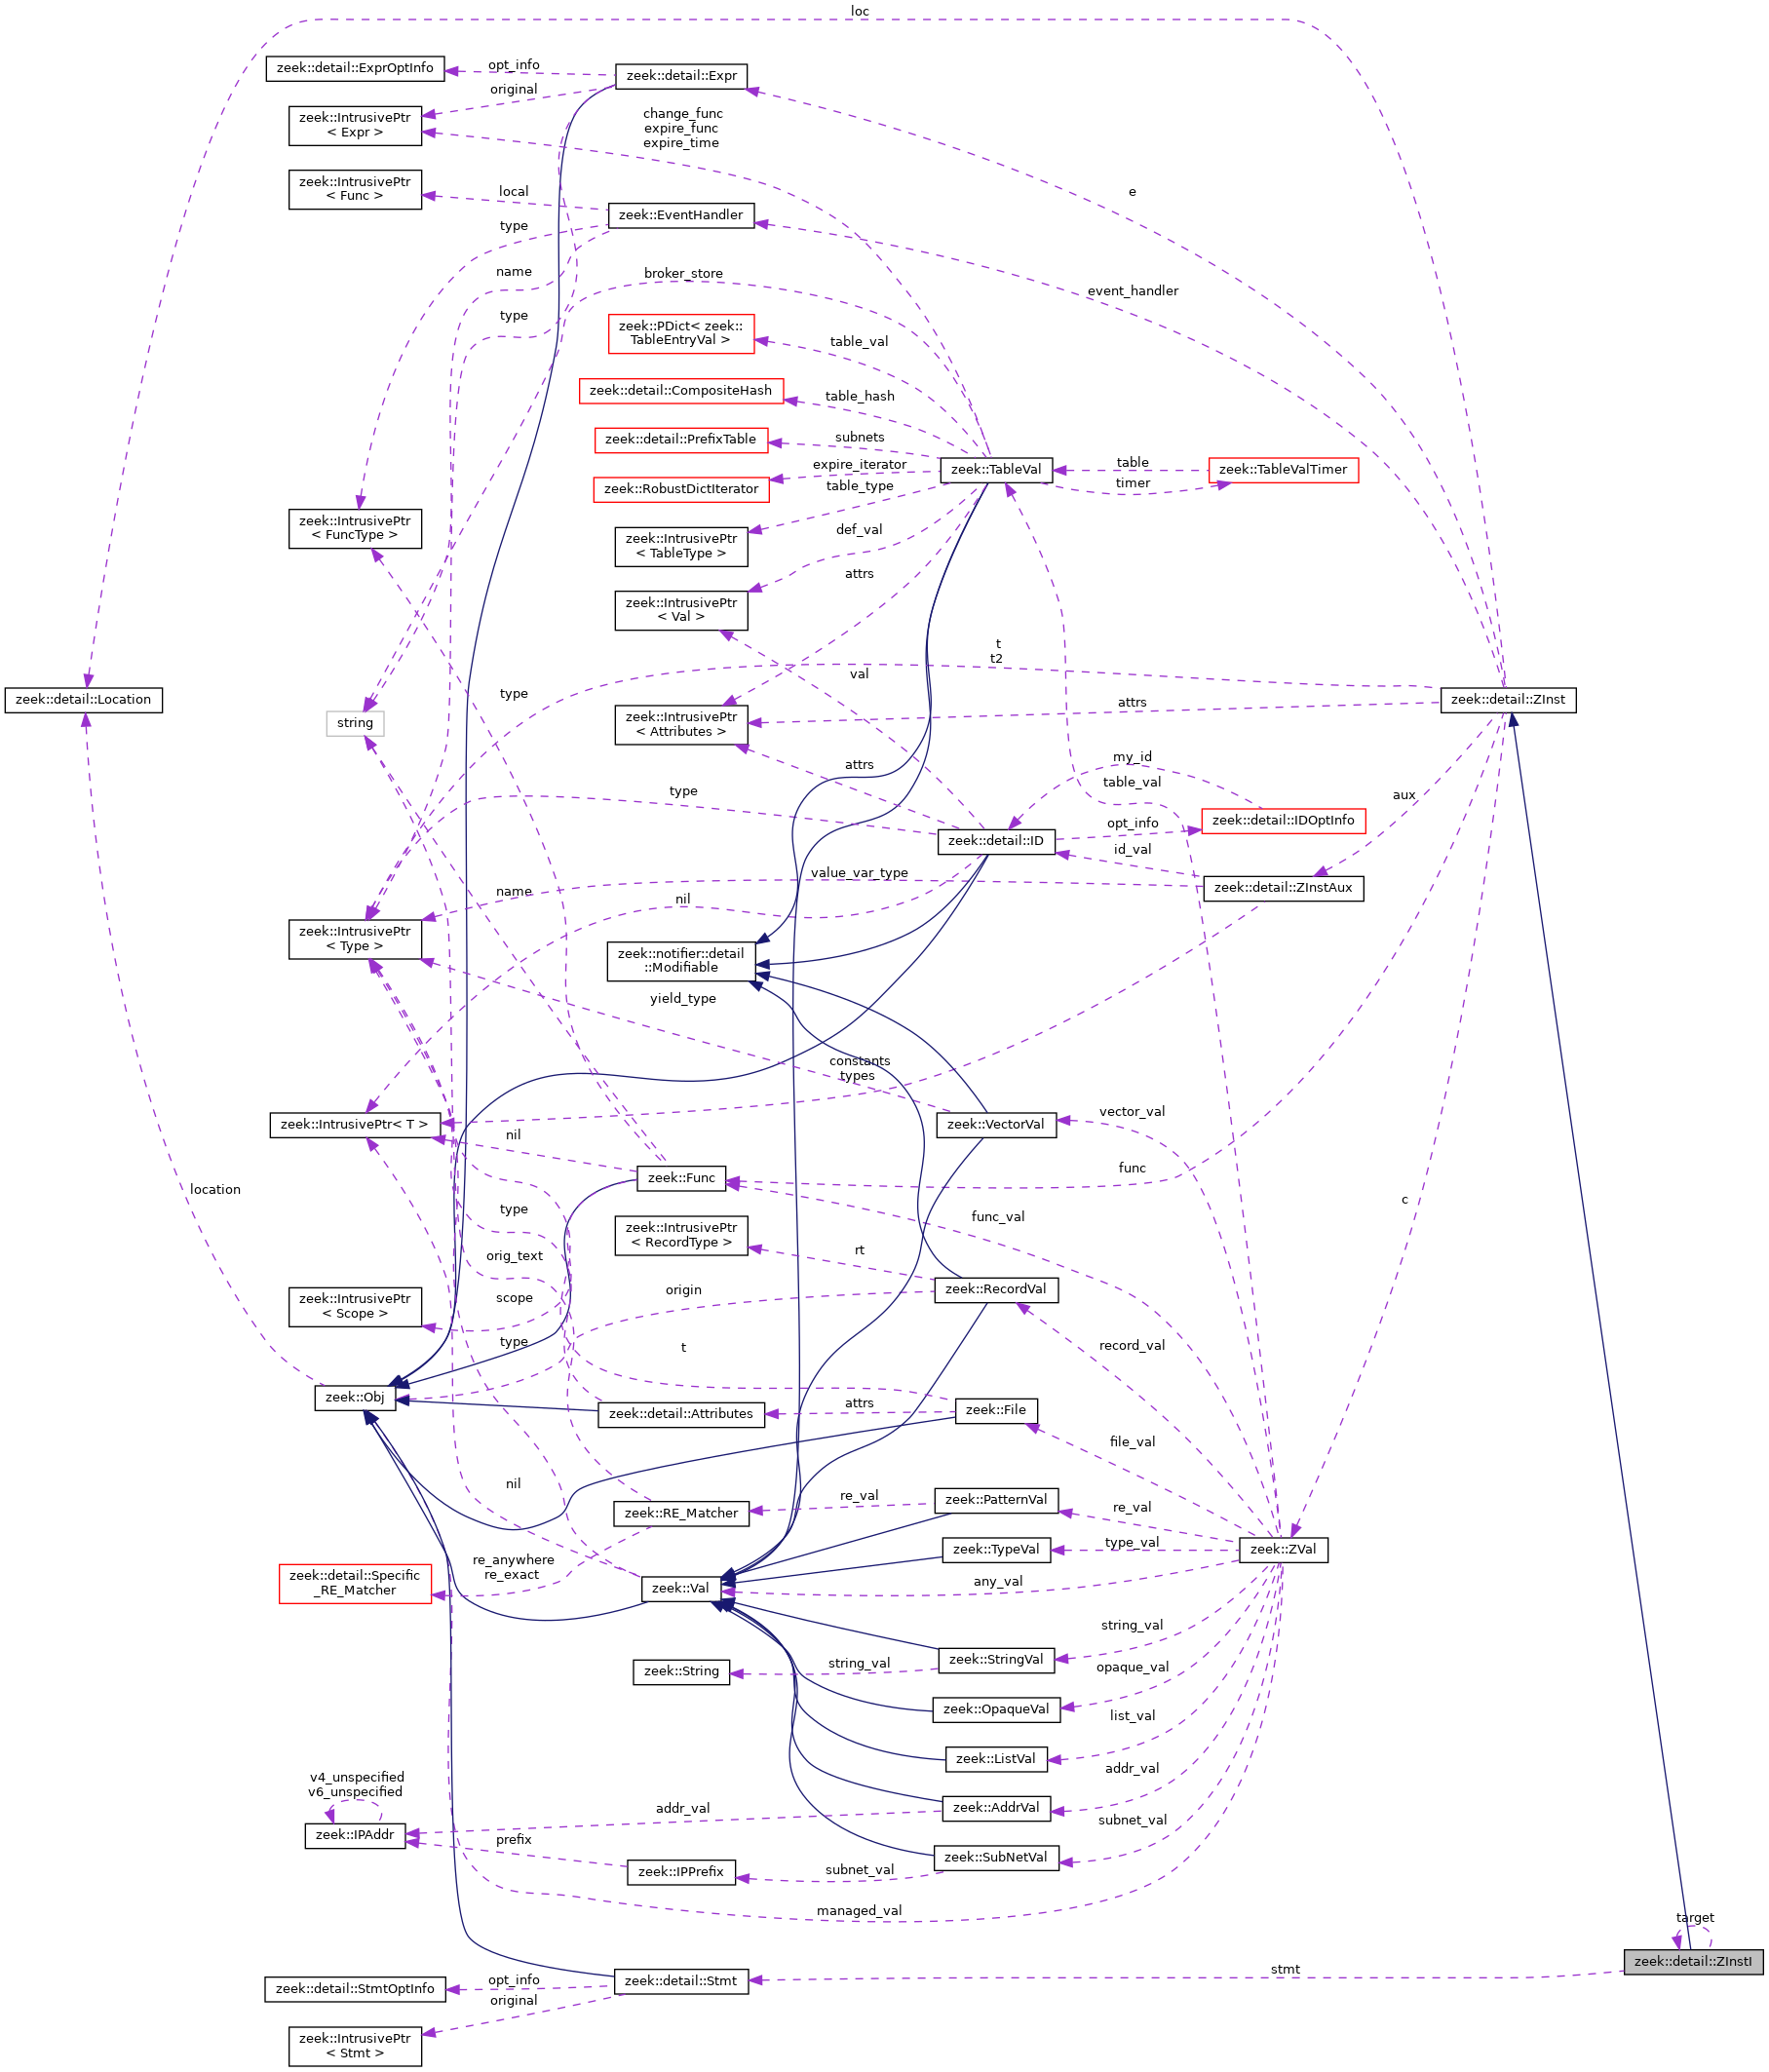 loc
zeek::detail::ExprOptInfo
opt_info
zeek::detail::Expr
original
zeek::IntrusivePtr
< Expr >
change_func
expire_func
expire_time
zeek::IntrusivePtr
< Func >
local
e
zeek::EventHandler
type
name
broker_store
event_handler
type
zeek::PDict< zeek::
TableEntryVal >
table_val
zeek::detail::CompositeHash
table_hash
zeek::detail::PrefixTable
subnets
expire_iterator
zeek::TableVal
table
zeek::TableValTimer
timer
zeek::RobustDictIterator
table_type
zeek::IntrusivePtr
< FuncType >
zeek::IntrusivePtr
< TableType >
def_val
attrs
zeek::IntrusivePtr
< Val >
t
t2
val
type
zeek::detail::Location
string
zeek::IntrusivePtr
< Attributes >
attrs
zeek::detail::ZInst
my_id
attrs
type
table_val
aux
opt_info
zeek::detail::IDOptInfo
zeek::detail::ID
id_val
value_var_type
zeek::detail::ZInstAux
name
nil
zeek::IntrusivePtr
< Type >
zeek::notifier::detail
::Modifiable
yield_type
constants
types
zeek::IntrusivePtr< T >
nil
zeek::VectorVal
vector_val
zeek::Func
func
location
type
func_val
c
zeek::IntrusivePtr
< RecordType >
orig_text
rt
zeek::IntrusivePtr
< Scope >
scope
origin
zeek::RecordVal
type
t
record_val
zeek::Obj
zeek::detail::Attributes
attrs
zeek::File
file_val
nil
zeek::RE_Matcher
re_val
zeek::PatternVal
re_val
re_anywhere
re_exact
zeek::detail::Specific
_RE_Matcher
zeek::TypeVal
type_val
zeek::ZVal
zeek::Val
any_val
string_val
zeek::String
string_val
zeek::StringVal
opaque_val
zeek::OpaqueVal
list_val
zeek::ListVal
addr_val
v4_unspecified
v6_unspecified
zeek::IPAddr
addr_val
zeek::AddrVal
subnet_val
prefix
zeek::IPPrefix
subnet_val
zeek::SubNetVal
managed_val
target
zeek::detail::ZInstI
stmt
zeek::detail::StmtOptInfo
opt_info
zeek::detail::Stmt
original
zeek::IntrusivePtr
< Stmt >